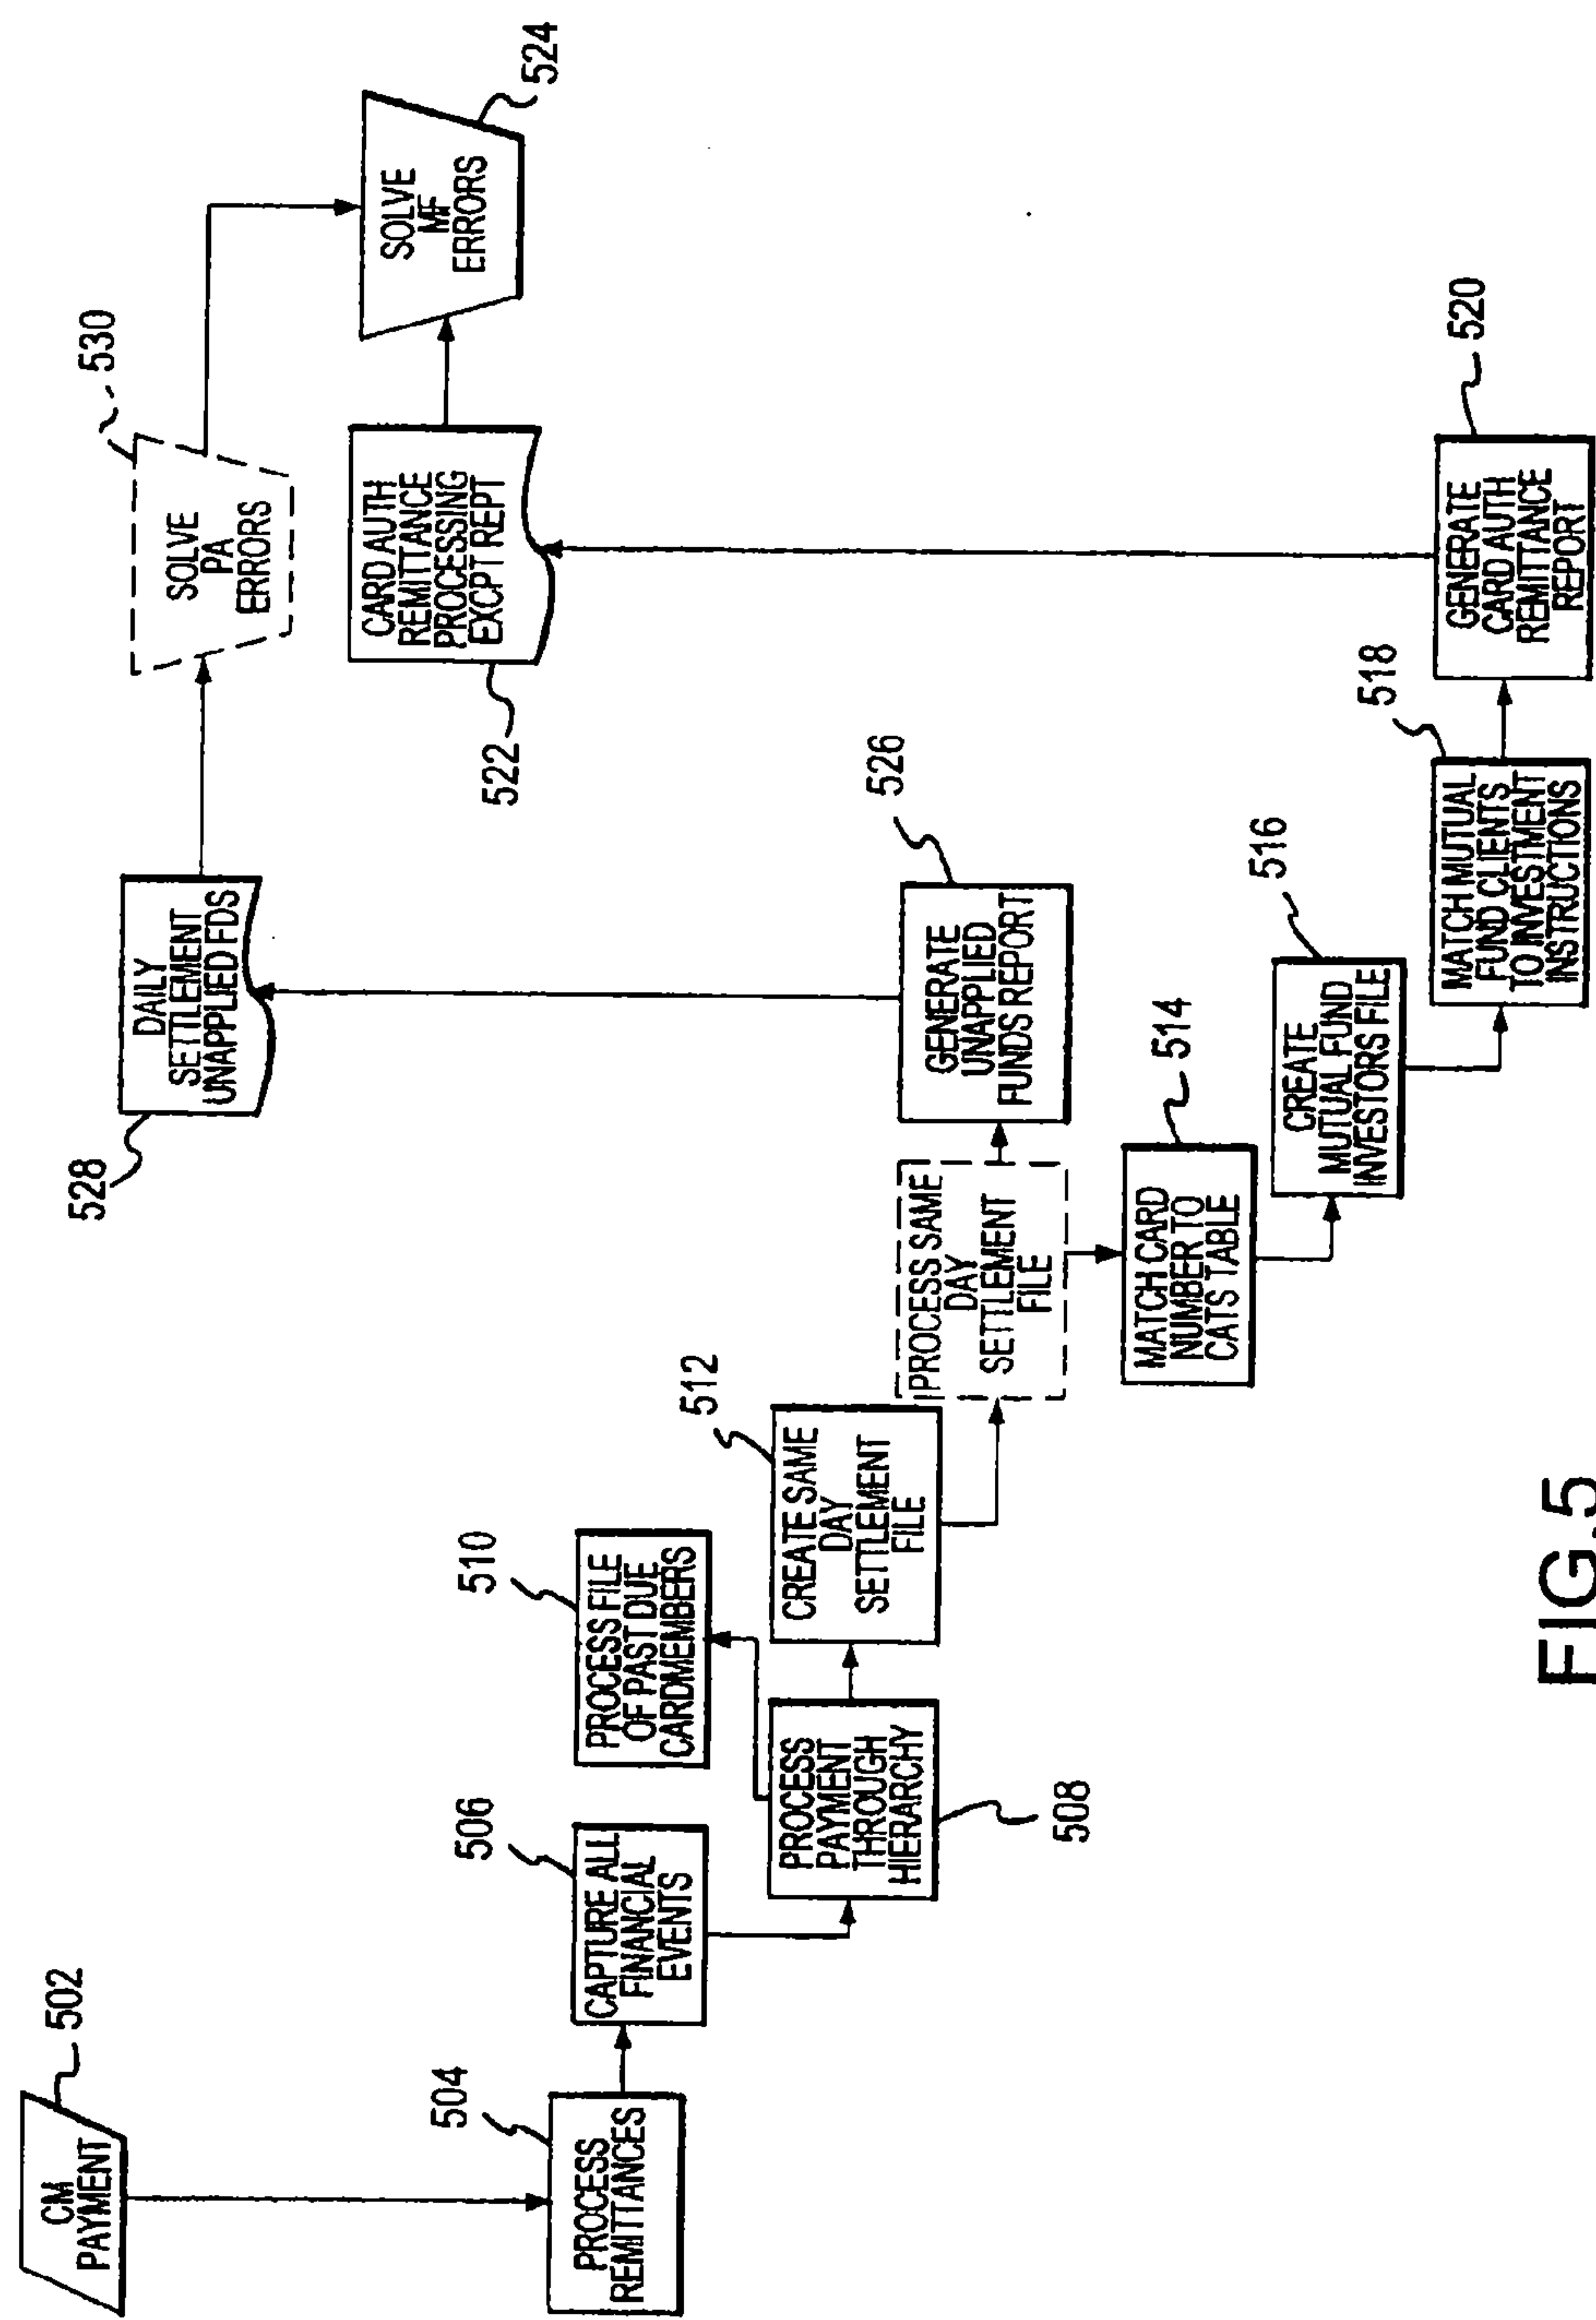 CM
PAYMENT
502
PROCESS
REMITTANCES
504
CAPTURE ALL
FINANCIAL
EVENTS
506
PROCESS
PAYMENT
THROUGH
HIERARCHY
508
PROCESS FILE
OF PAST DUE
CARDMEMBERS
510
CREATE SAME
DAY
SETTLEMENT
FILE
512
PROCESS SAME
DAY
SETTLEMENT
FILE
MATCH CARD
NUMBER TO
CATS TABLE
514
CREATE
MUTUAL FUND
INVESTORS FILE
516
MATCH MUTUAL
FUND CLIENTS
TO INVESTMENT
INSTRUCTIONS
518
GENERATE
CARD AUTH
REMITTANCE
REPORT
520
CARD AUTH
REMITTANCE
PROCESSING
EXCPT REPT
522
SOLVE
MF
ERRORS
524
GENERATE
UNAPPLIED
FUNDS REPORT
526
DAILY
SETTLEMENT
UNAPPLIED FDS
528
SOLVE
PA
ERRORS
530
FIG.5